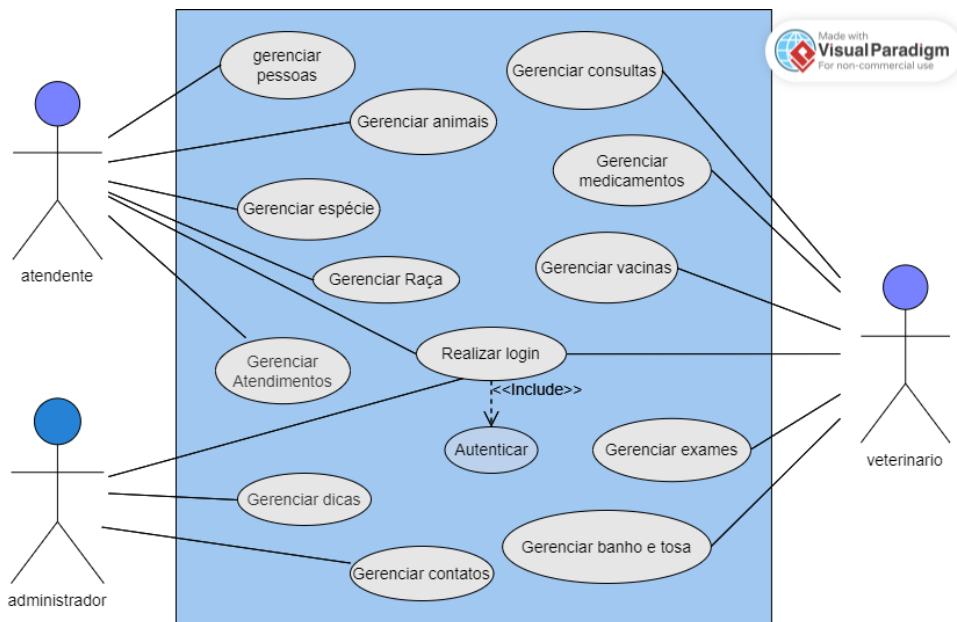 Made with
VisualParadigm
For non-commercial use
gerenciar
pessoas
Gerenciar consultas
Gerenciar animais
Gerenciar
medicamentos
Gerenciar espécie
atendente
Gerenciar Raça
Gerenciar vacinas
Realizar login
Gerenciar
Atendimentos
<<Include>>
Autenticar
Gerenciar exames
veterinario
Gerenciar dicas
Gerenciar banho e tosa
Gerenciar contatos
administrador